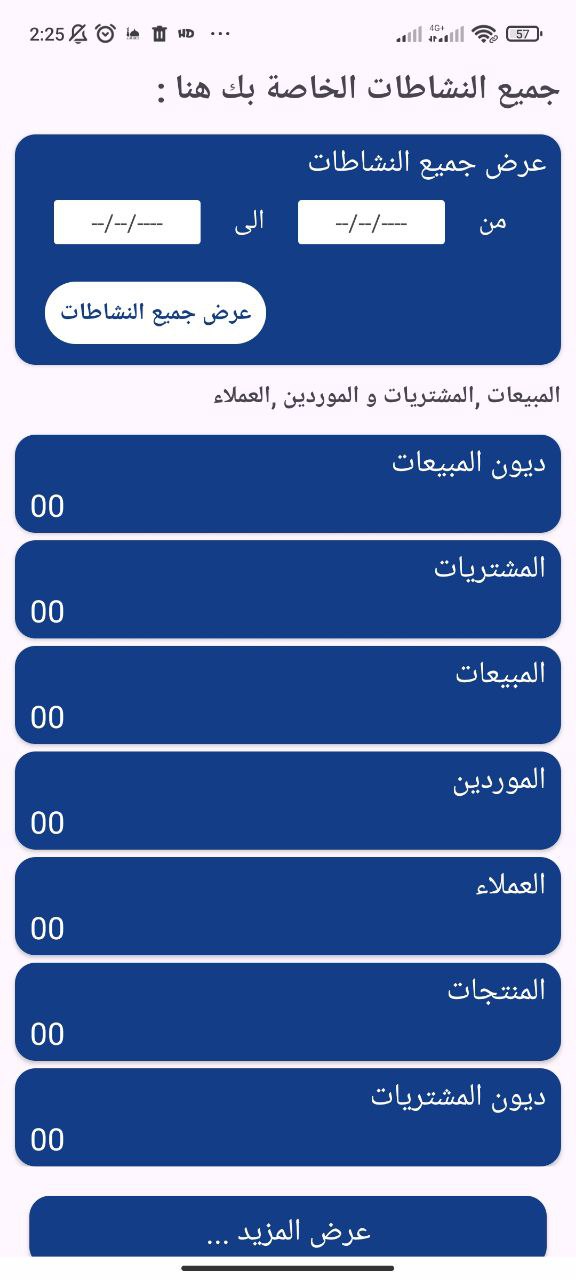 2:25
4G+
57
جميع النشاطات الخاصة بك هنا :
عرض جميع النشاطات
من --/--/----
الى --/--/----
عرض جميع النشاطات
المبيعات ,المشتريات و الموردين ,العملاء
ديون المبيعات
00
المشتريات
00
المبيعات
00
الموردين
00
العملاء
00
المنتجات
00
ديون المشتريات
00
عرض المزيد ...